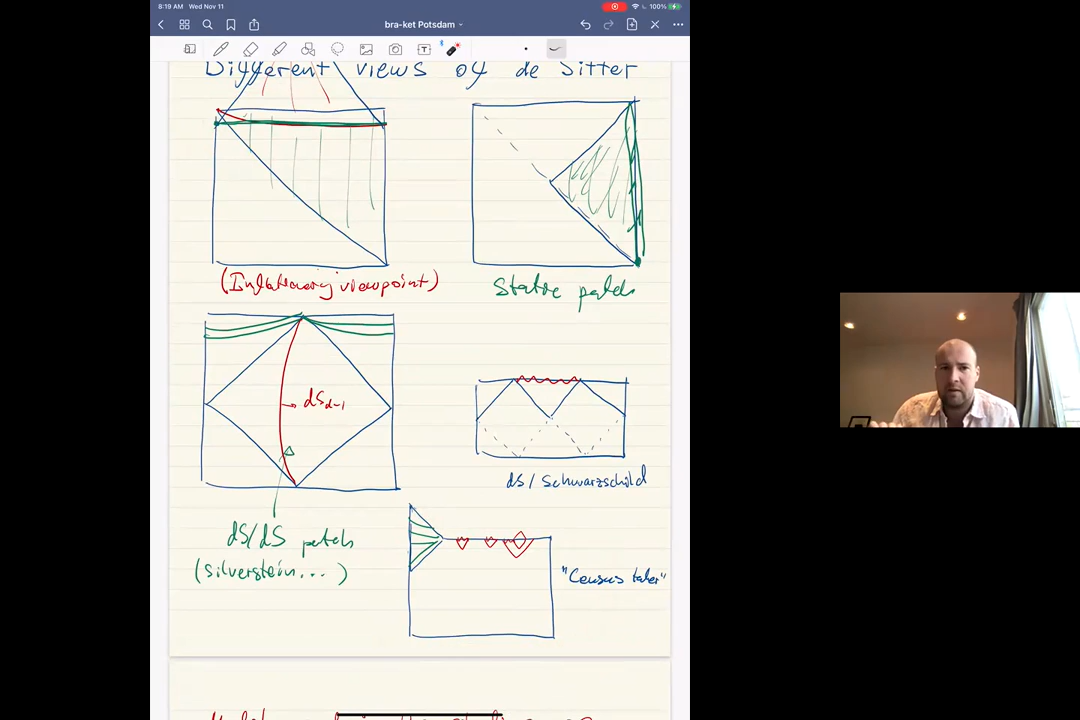 8:19 AM Wed Nov 11
100%
bra-ket Potsdam
Different views of de Sitter
(Inflationary viewpoint)
Static patch
dS_{d-1}
dS/Schwarzschild
dS/dS patch
(Silverstein...)
"Census taker"